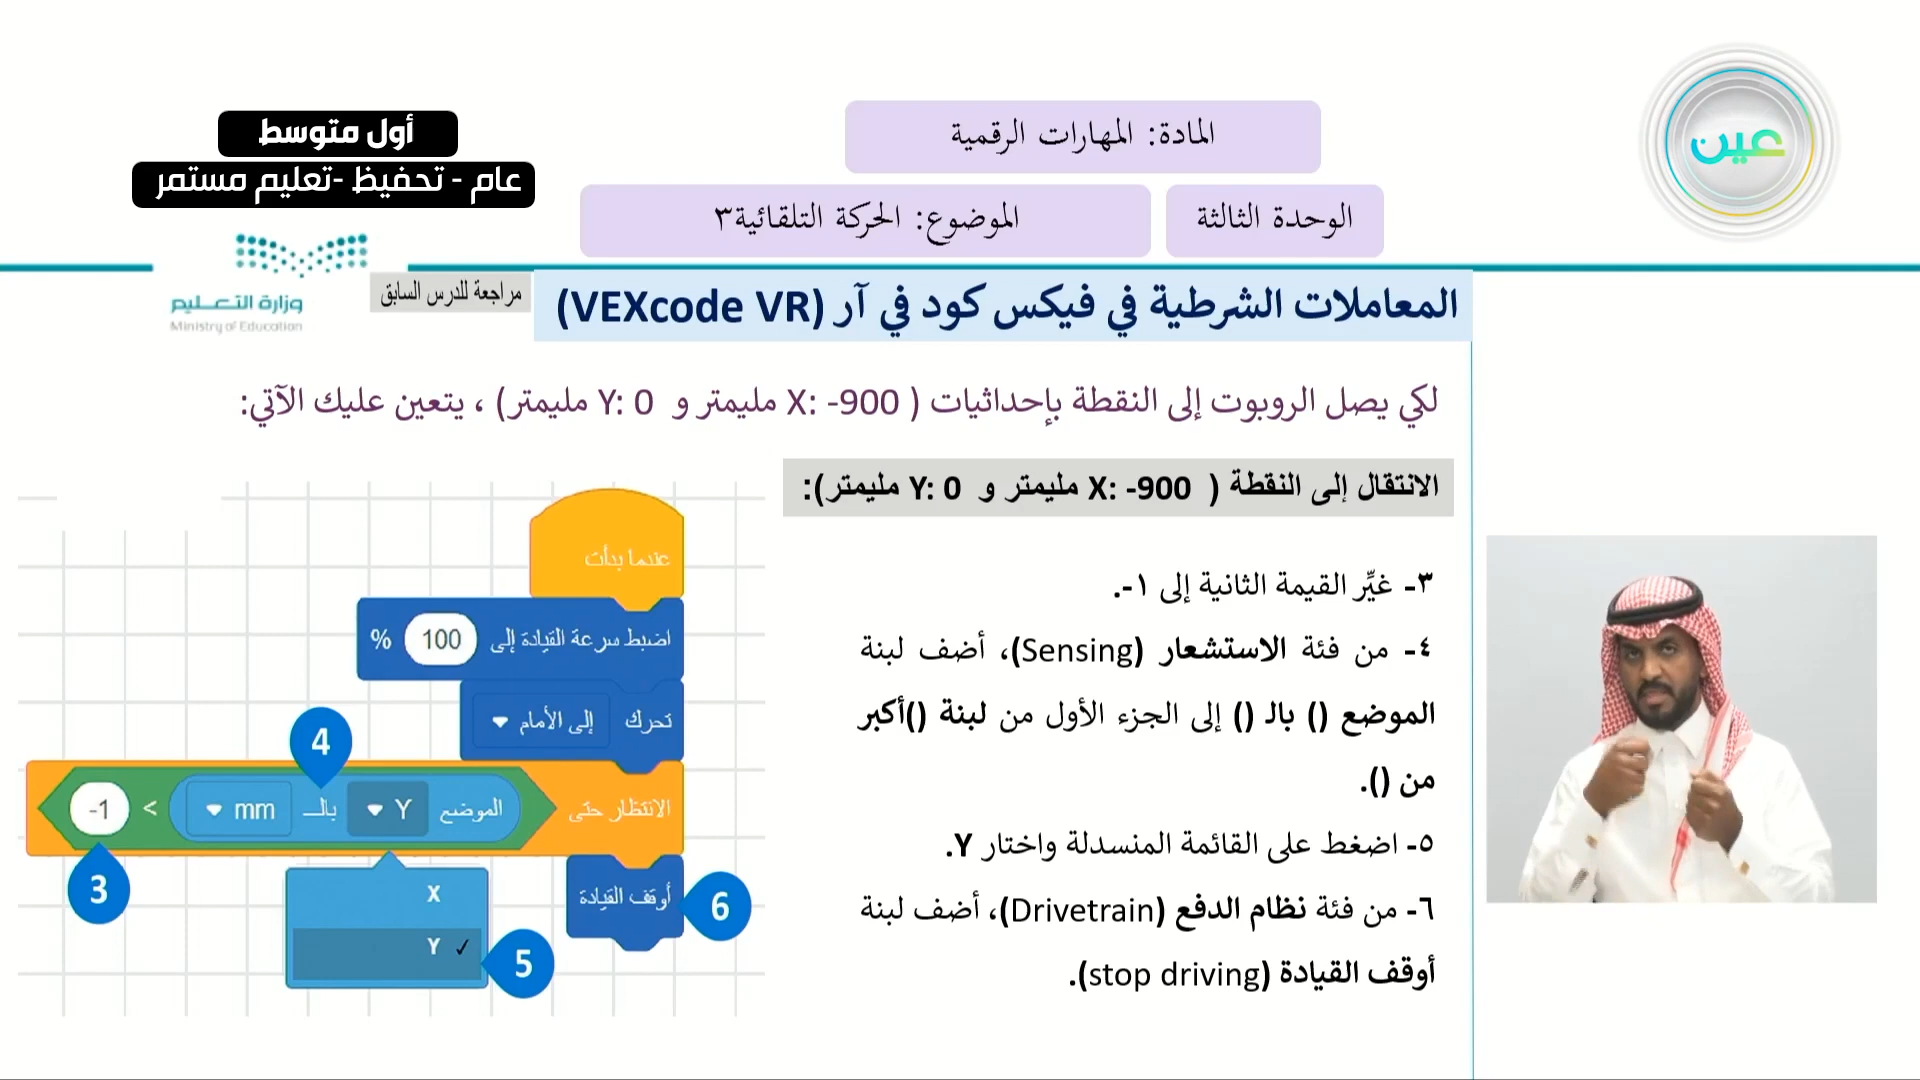 عين
المادة: المهارات الرقمية
الوحدة الثالثة
الموضوع: الحركة التلقائية٣
أول متوسط
عام - تحفيظ -تعليم مستمر
وزارة التعليم
Ministry of Education
مراجعة للدرس السابق
المعاملات الشرطية في فيكس كود في آر (VEXcode VR)
لكي يصل الروبوت إلى النقطة بإحداثيات ( X: -900 مليمتر و Y: 0 مليمتر) ، يتعين عليك الآتي:
الانتقال إلى النقطة ( X: -900 مليمتر و Y: 0 مليمتر):
٣- غيِّر القيمة الثانية إلى ١-.
٤- من فئة الاستشعار (Sensing)، أضف لبنة
الموضع () بالـ () إلى الجزء الأول من لبنة ()أكبر
من ().
٥- اضغط على القائمة المنسدلة واختار Y.
٦- من فئة نظام الدفع (Drivetrain)، أضف لبنة
أوقف القيادة (stop driving).
عندما بدأت
اضبط سرعة القيادة إلى 100 %
تحرك إلى الأمام
4
الانتظار حتى الموضع Y بالـ mm > -1
3
أوقف القيادة
6
X
Y ✓
5